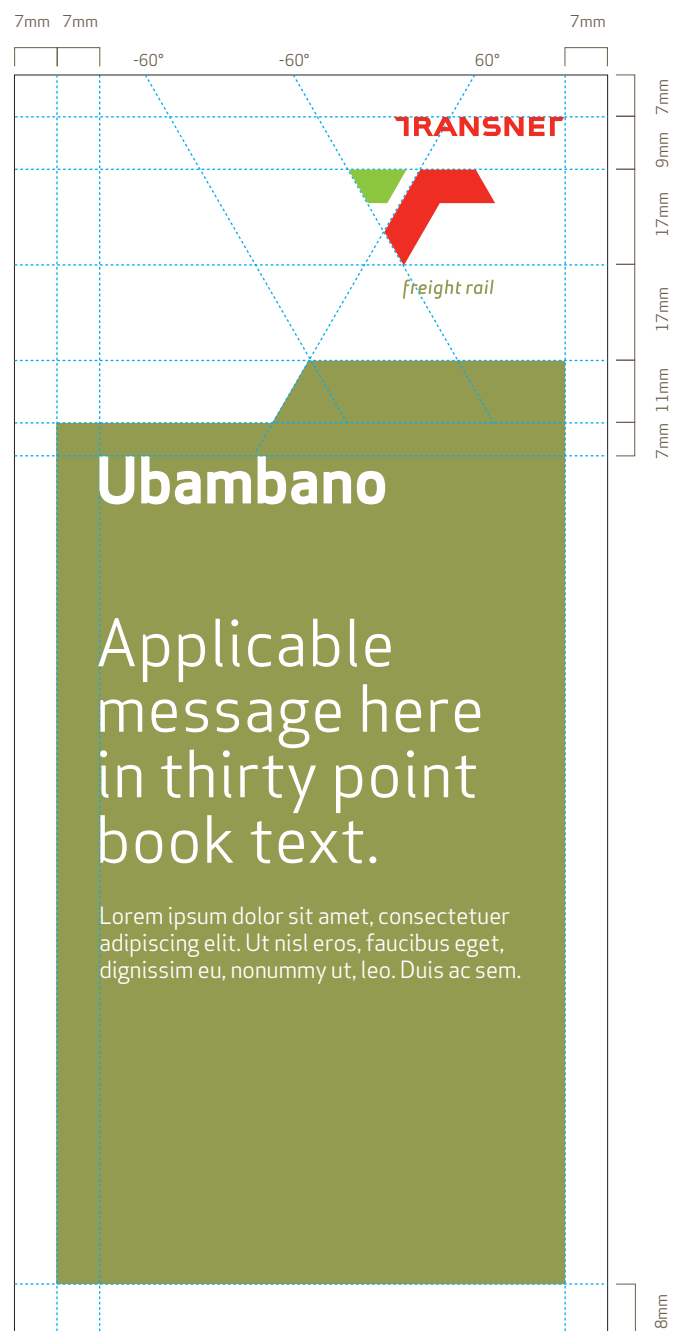 7mm 7mm 7mm
-60° -60° 60°
7mm
TRANSNET
9mm
17mm
freight rail
17mm
11mm
7mm
Ubambano
Applicable
message here
in thirty point
book text.
Lorem ipsum dolor sit amet, consectetuer
adipiscing elit. Ut nisl eros, faucibus eget,
dignissim eu, nonummy ut, leo. Duis ac sem.
8mm